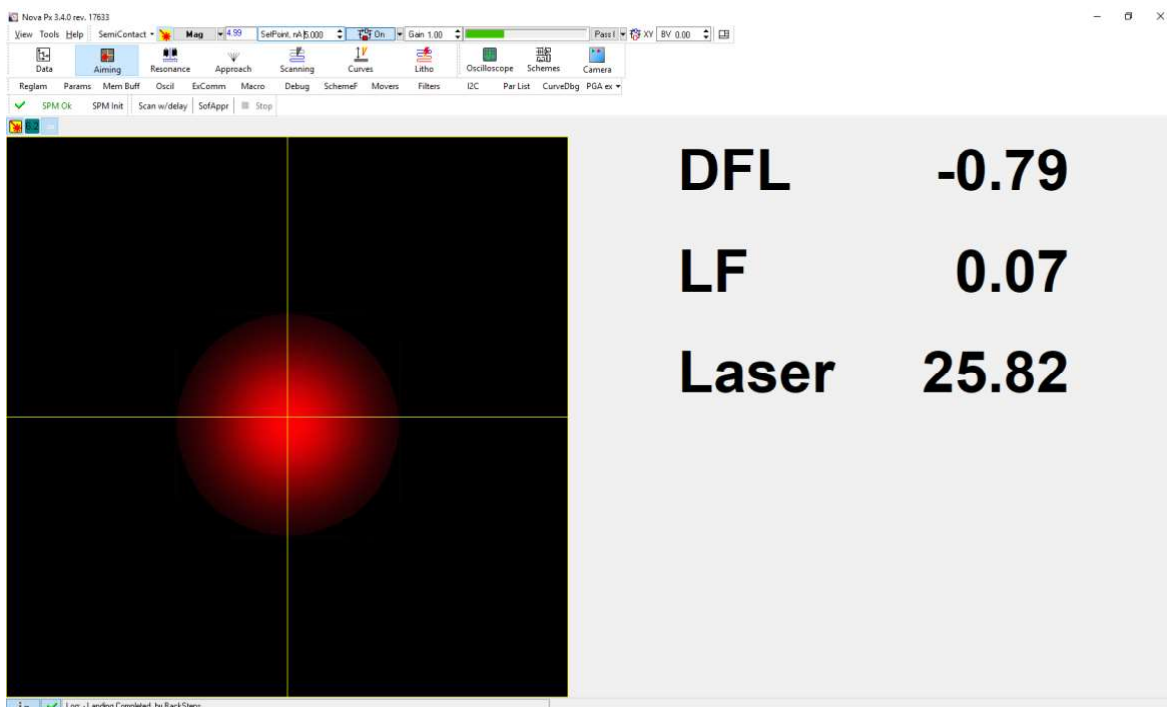 Nova Px 3.4.0 rev. 17633
View Tools Help SemiContact Mag 4.99 SetPoint, nA 5.000 On Gain 1.00 Pass I XY BV 0.00
Data Aiming Resonance Approach Scanning Curves Litho Oscilloscope Schemes Camera
Reglam Params Mem Buff Oscil ExComm Macro Debug SchemeF Movers Filters I2C Par List CurveDbg PGA ex
SPM Ok SPM Init Scan w/delay SofAppr Stop
DFL -0.79
LF 0.07
Laser 25.82
Log: - Landing Completed by BackSteps